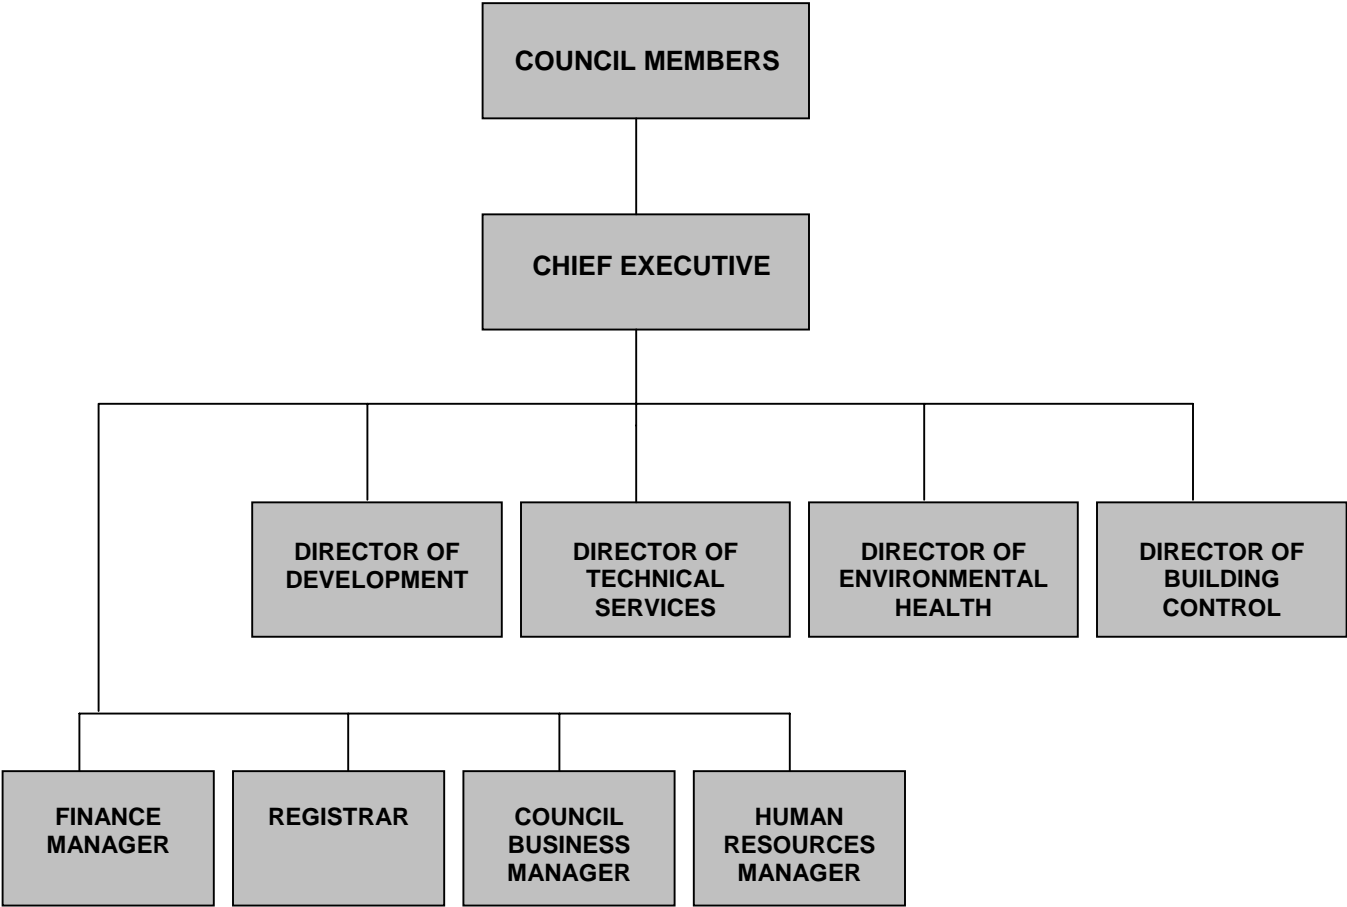 COUNCIL MEMBERS
CHIEF EXECUTIVE
DIRECTOR OF
DEVELOPMENT
DIRECTOR OF
TECHNICAL
SERVICES
DIRECTOR OF
ENVIRONMENTAL
HEALTH
DIRECTOR OF
BUILDING
CONTROL
FINANCE
MANAGER
REGISTRAR
COUNCIL
BUSINESS
MANAGER
HUMAN
RESOURCES
MANAGER